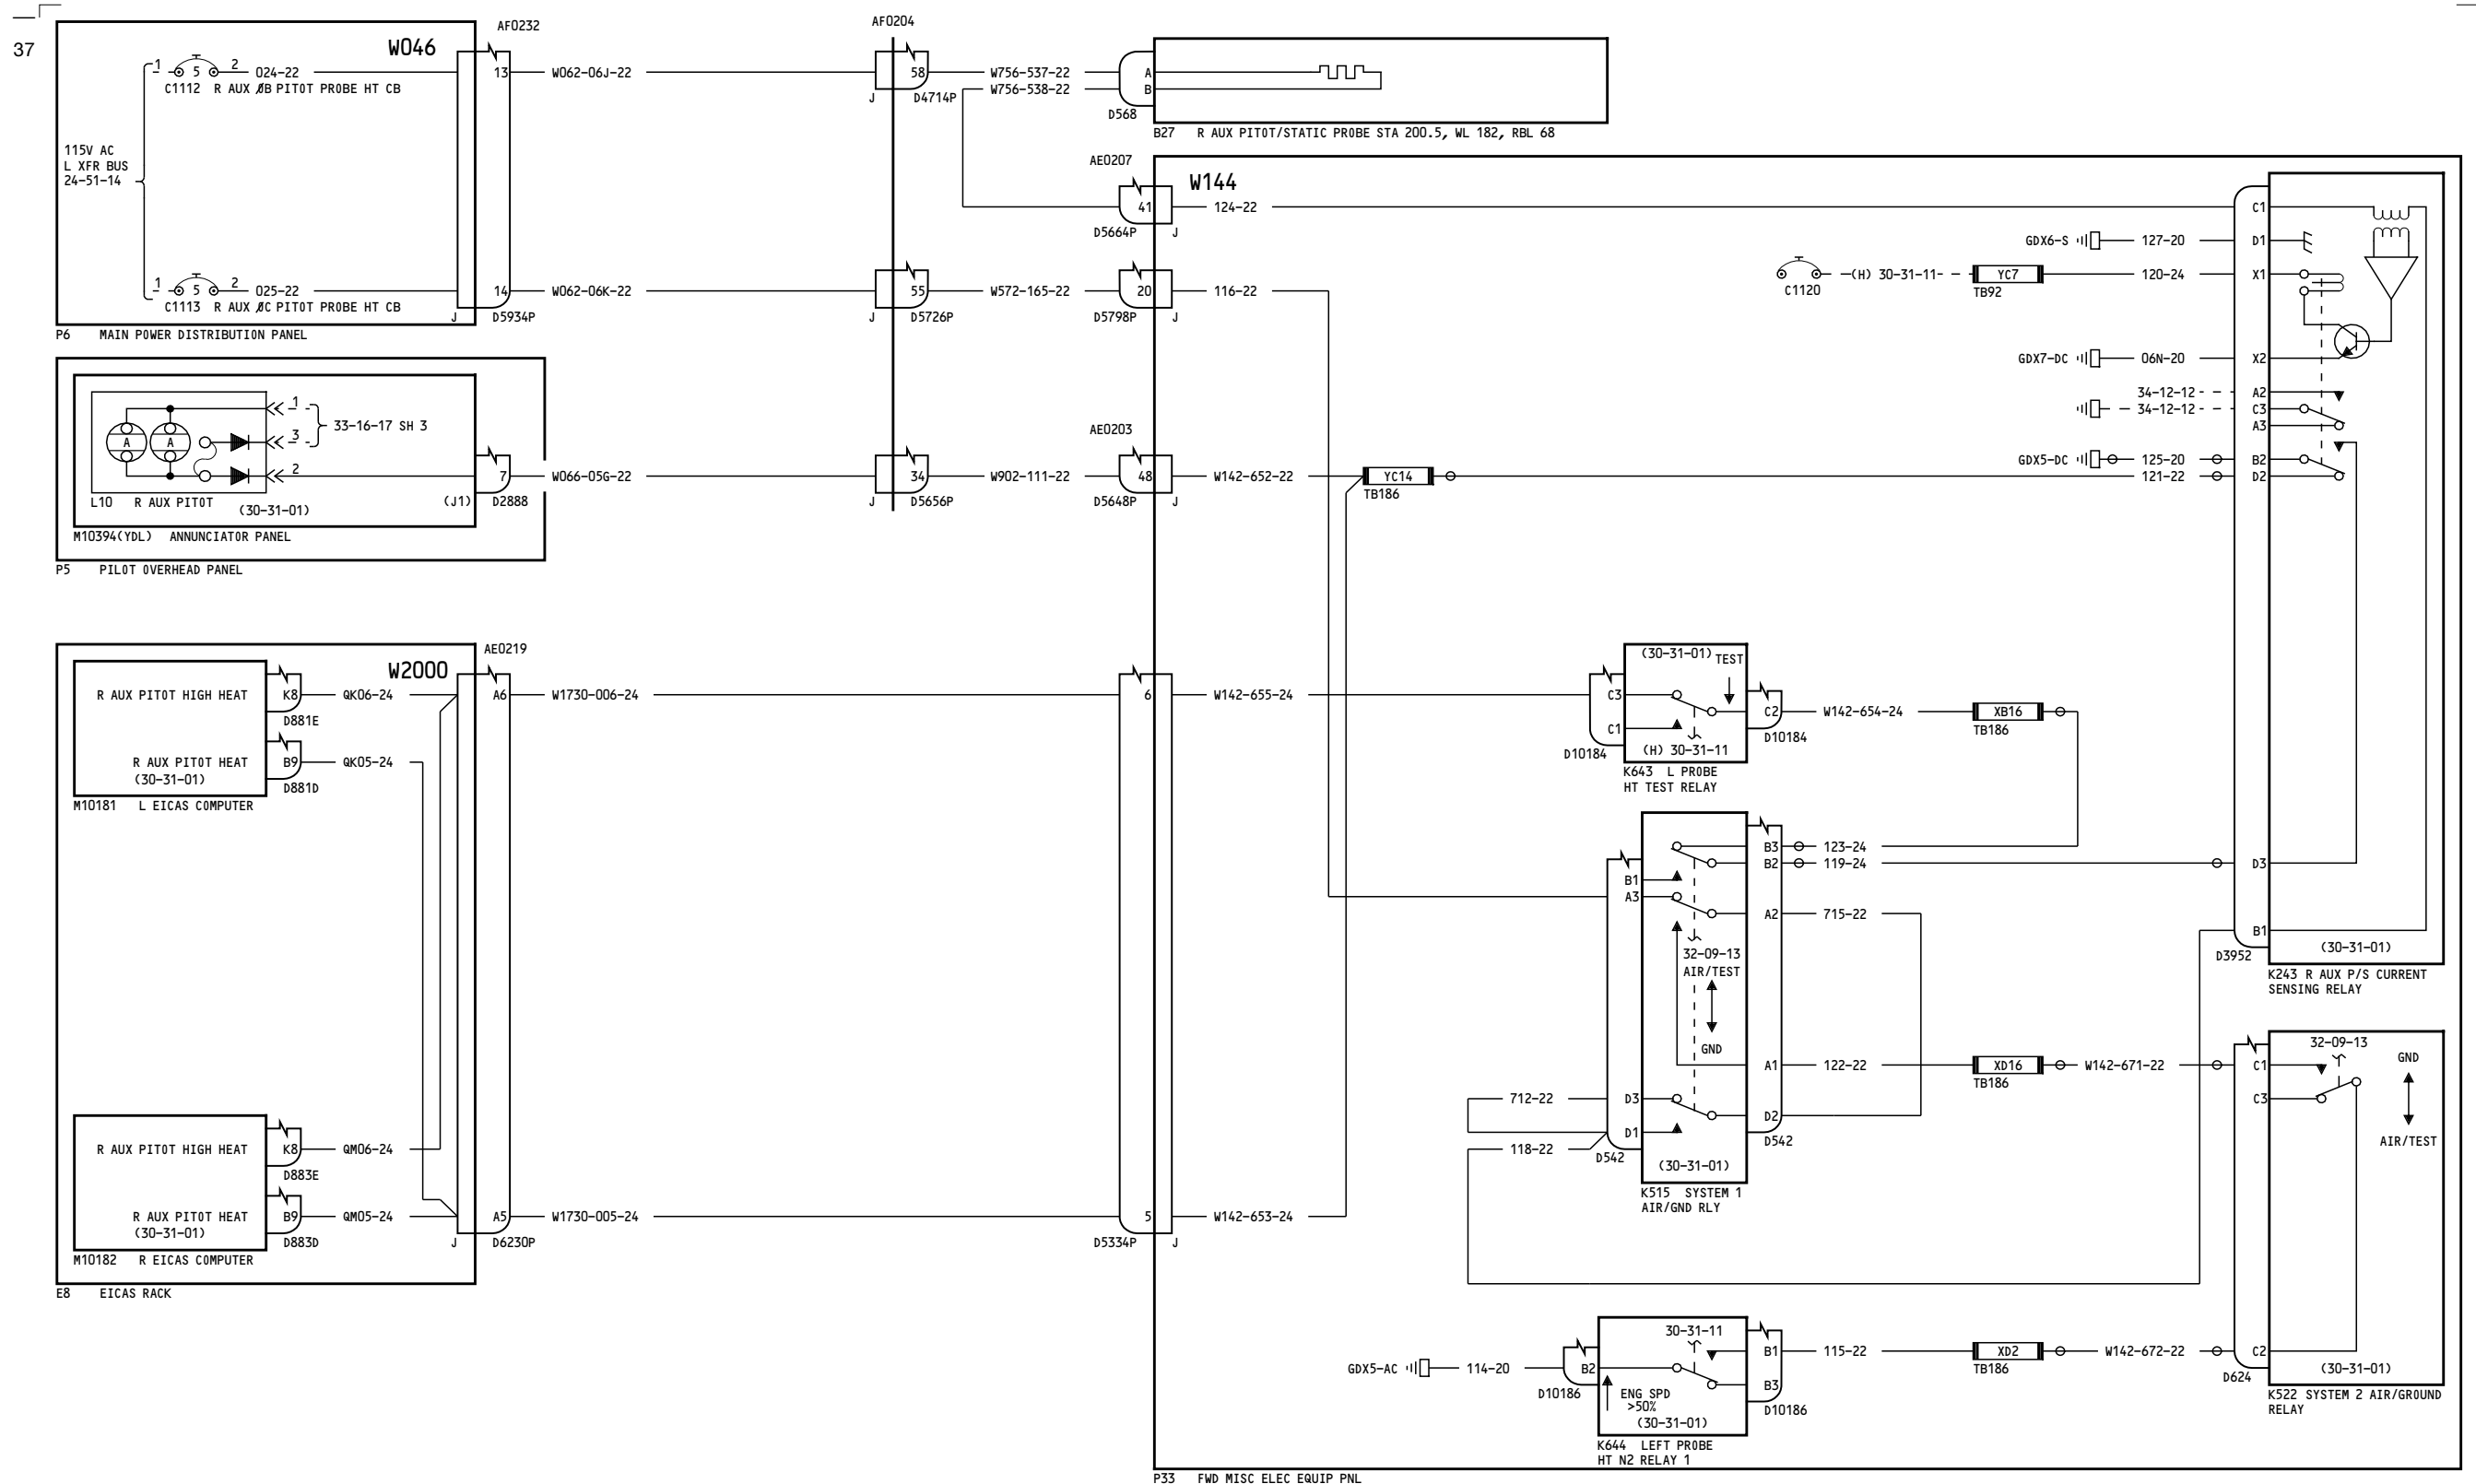 37
W046
AF0232
1 5 2 024-22
C1112 R AUX ØB PITOT PROBE HT CB
115V AC
L XFR BUS
24-51-14
1 5 2 025-22
C1113 R AUX ØC PITOT PROBE HT CB
13 W062-06J-22
14 W062-06K-22
J D5934P
P6 MAIN POWER DISTRIBUTION PANEL
AF0204
58 W756-537-22 A
W756-538-22 B
J D4714P
D568
B27 R AUX PITOT/STATIC PROBE STA 200.5, WL 182, RBL 68
AE0207
W144
41 124-22
D5664P J
55 W572-165-22 20 116-22
J D5726P D5798P J
A A
1
3
2
33-16-17 SH 3
L10 R AUX PITOT
(30-31-01)
(J1) D2888
7 W066-05G-22
M10394(YDL) ANNUNCIATOR PANEL
P5 PILOT OVERHEAD PANEL
AE0203
34 W902-111-22 48 W142-652-22 YC14
J D5656P D5648P J TB186
C1
GDX6-S 127-20 D1
C1120 (H) 30-31-11 YC7 120-24 X1
TB92
GDX7-DC 06N-20 X2
34-12-12 A2
34-12-12 C3
A3
GDX5-DC 125-20 B2
121-22 D2
D3
B1
D3952
(30-31-01)
K243 R AUX P/S CURRENT
SENSING RELAY
W2000
AE0219
R AUX PITOT HIGH HEAT K8 QK06-24
D881E
R AUX PITOT HEAT B9 QK05-24
(30-31-01)
D881D
M10181 L EICAS COMPUTER
A6 W1730-006-24 6 W142-655-24
R AUX PITOT HIGH HEAT K8 QM06-24
D883E
R AUX PITOT HEAT B9 QM05-24
(30-31-01)
D883D
M10182 R EICAS COMPUTER
A5 W1730-005-24 5 W142-653-24
J D6230P D5334P J
E8 EICAS RACK
(30-31-01) TEST
C3
C1
D10184
(H) 30-31-11
C2 W142-654-24 XB16
D10184 TB186
K643 L PROBE
HT TEST RELAY
B3 123-24
B2 119-24
B1
A3
A2 715-22
32-09-13
AIR/TEST
GND
A1 122-22 XD16 W142-671-22 C1
TB186
712-22 D3
D1 D2
118-22 D542 D542
(30-31-01)
K515 SYSTEM 1
AIR/GND RLY
32-09-13
GND
C3
AIR/TEST
C2
D624
(30-31-01)
K522 SYSTEM 2 AIR/GROUND
RELAY
30-31-11
GDX5-AC 114-20 B2
D10186
ENG SPD
>50%
(30-31-01)
B1 115-22 XD2 W142-672-22
TB186
B3
D10186
K644 LEFT PROBE
HT N2 RELAY 1
P33 FWD MISC ELEC EQUIP PNL